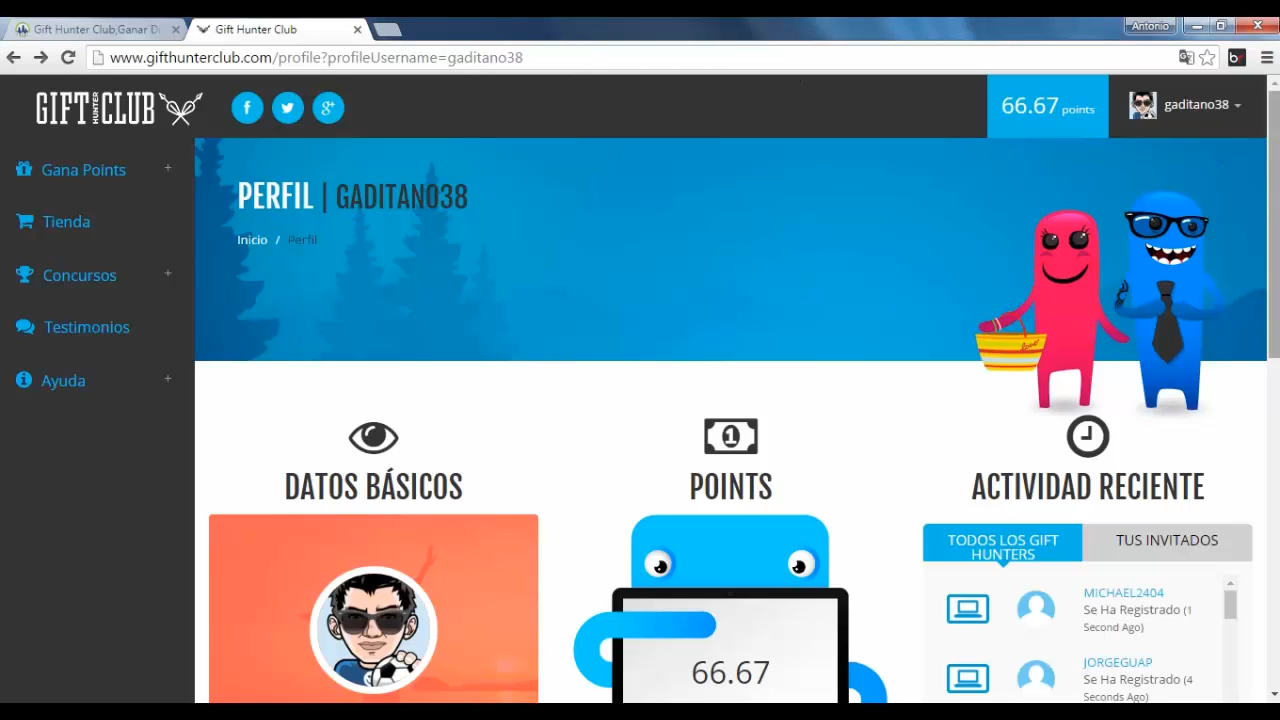 Gift Hunter Club,Ganar D
Gift Hunter Club
Antonio
www.gifthunterclub.com/profile?profileUsername=gaditano38
GIFT HUNTER CLUB
66.67 points
gaditano38
Gana Points +
Tienda
Concursos +
Testimonios
Ayuda +
PERFIL | GADITANO38
Inicio / Perfil
love
DATOS BÁSICOS
POINTS
ACTIVIDAD RECIENTE
TODOS LOS GIFT
HUNTERS
TUS INVITADOS
66.67
MICHAEL2404
Se Ha Registrado (1
Second Ago)
JORGEGUAP
Se Ha Registrado (4
Seconds Ago)